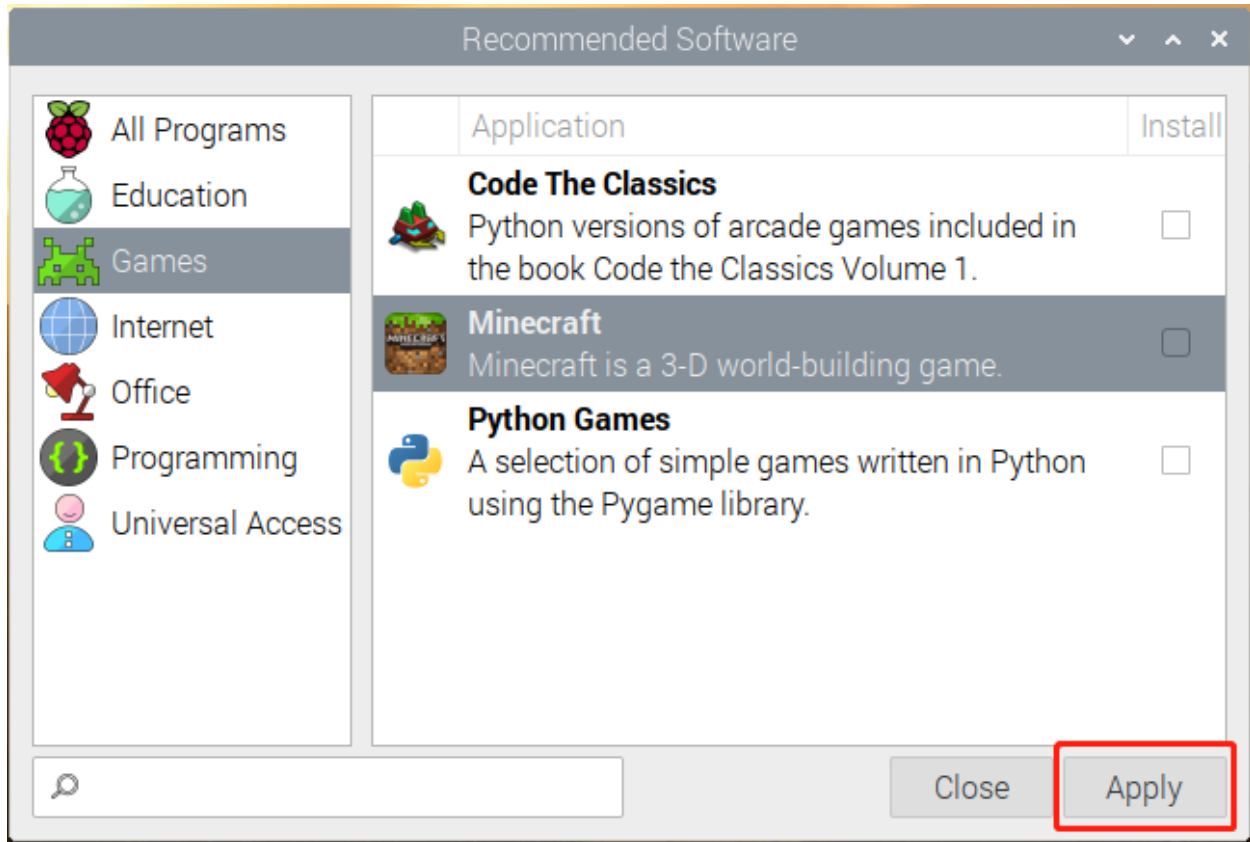 Recommended Software
All Programs
Education
Games
Internet
Office
Programming
Universal Access
Application Install
Code The Classics
Python versions of arcade games included in
the book Code the Classics Volume 1.
MINECRAFT
Minecraft
Minecraft is a 3-D world-building game.
Python Games
A selection of simple games written in Python
using the Pygame library.
Close Apply